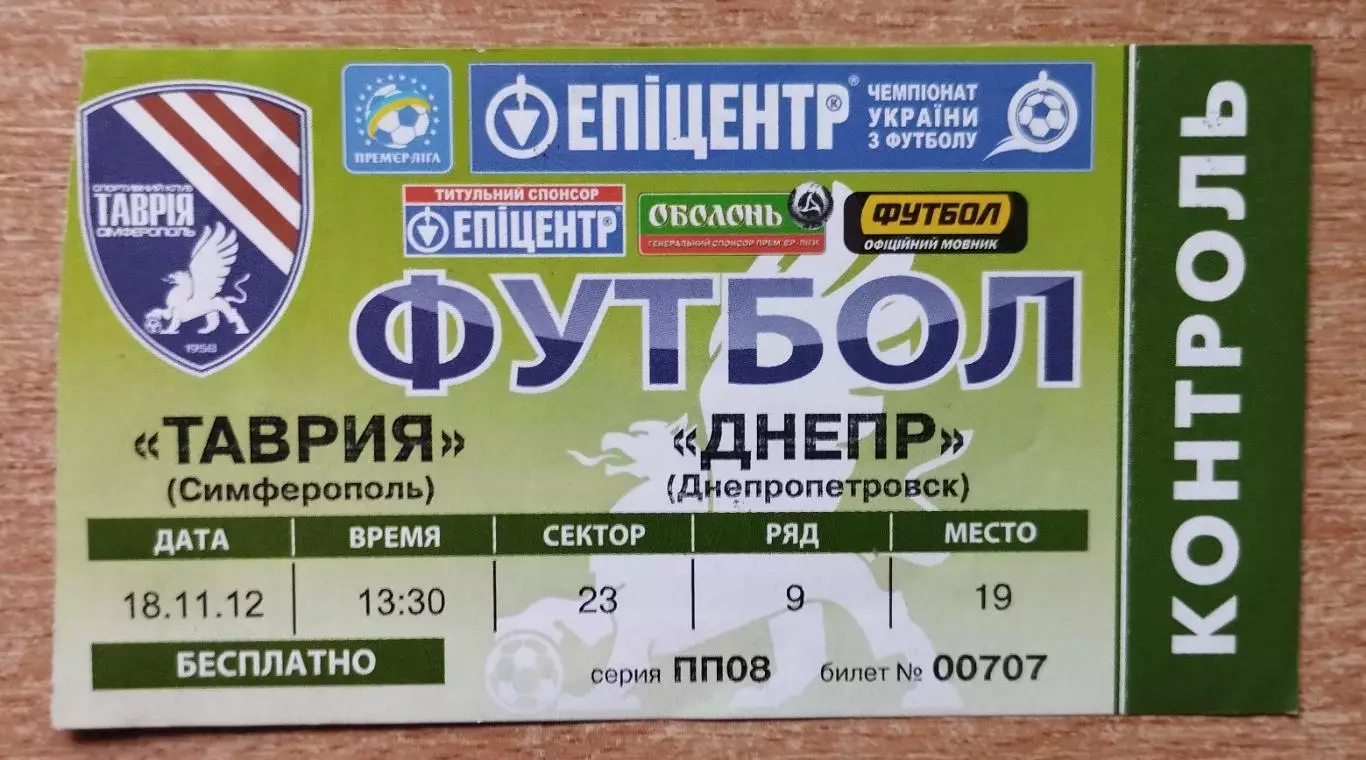 СПОРТИВНИЙ КЛУБ
ТАВРІЯ
СІМФЕРОПОЛЬ
1958
ПРЕМ'ЄР-ЛІГА
ЕПІЦЕНТР®
ЧЕМПІОНАТ
УКРАЇНИ
З ФУТБОЛУ
ТИТУЛЬНИЙ СПОНСОР
ЕПІЦЕНТР®
ОБОЛОНЬ
ГЕНЕРАЛЬНИЙ СПОНСОР ПРЕМ'ЄР-ЛІГИ
ФУТБОЛ
ОФІЦІЙНИЙ МОВНИК
ФУТБОЛ
«ТАВРИЯ» «ДНЕПР»
(Симферополь) (Днепропетровск)
ДАТА ВРЕМЯ СЕКТОР РЯД МЕСТО
18.11.12 13:30 23 9 19
БЕСПЛАТНО
серия ПП08 билет № 00707
КОНТРОЛЬ